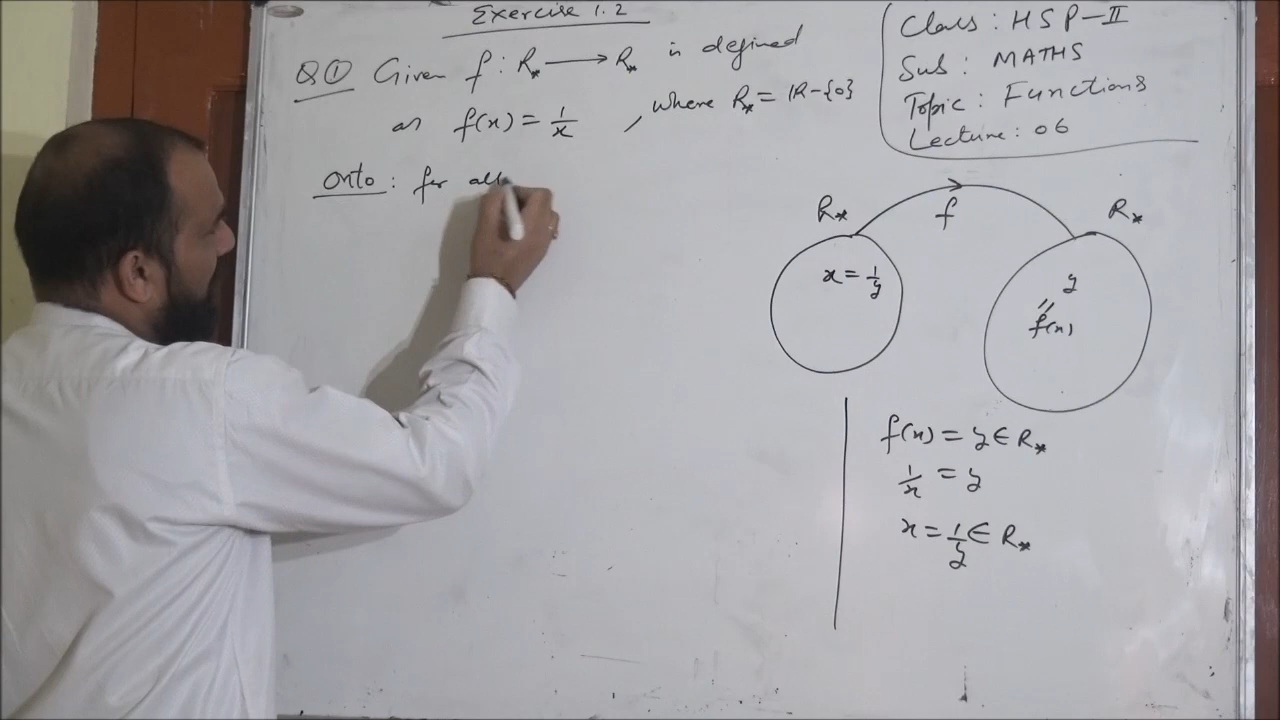 Exercise 1.2
Q① Given f : R* → R* is defined
as f(x) = 1/x , where R* = IR-{0}
Onto : for all
Class : HSP-II
Sub : MATHS
Topic : Functions
Lecture : 06
R* f R*
x = 1/y
y
f(x)
f(x) = y ∈ R*
1/x = y
x = 1/y ∈ R*